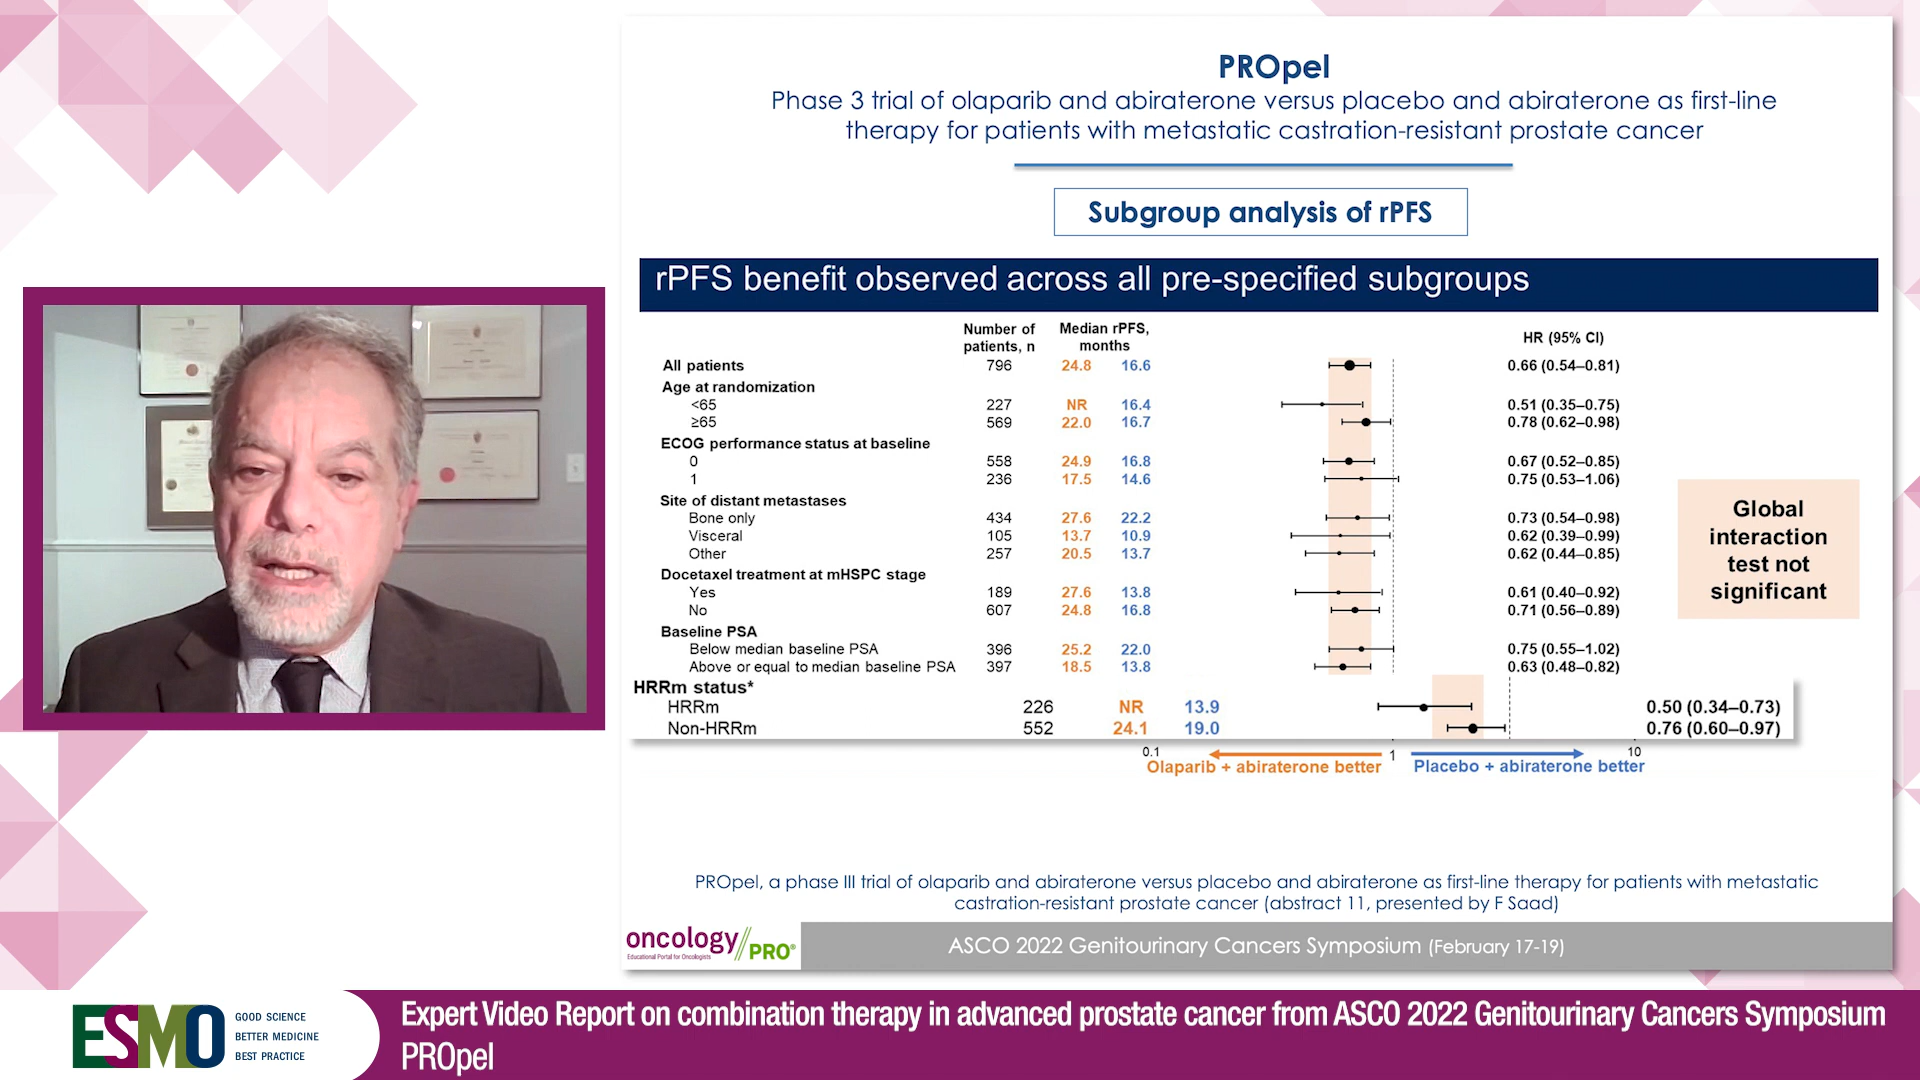 PROpel
Phase 3 trial of olaparib and abiraterone versus placebo and abiraterone as first-line
therapy for patients with metastatic castration-resistant prostate cancer
Subgroup analysis of rPFS
rPFS benefit observed across all pre-specified subgroups
Number of patients, n
Median rPFS, months
HR (95% CI)
All patients 796 24.8 16.6 0.66 (0.54–0.81)
Age at randomization
<65 227 NR 16.4 0.51 (0.35–0.75)
≥65 569 22.0 16.7 0.78 (0.62–0.98)
ECOG performance status at baseline
0 558 24.9 16.8 0.67 (0.52–0.85)
1 236 17.5 14.6 0.75 (0.53–1.06)
Site of distant metastases
Bone only 434 27.6 22.2 0.73 (0.54–0.98)
Visceral 105 13.7 10.9 0.62 (0.39–0.99)
Other 257 20.5 13.7 0.62 (0.44–0.85)
Docetaxel treatment at mHSPC stage
Yes 189 27.6 13.8 0.61 (0.40–0.92)
No 607 24.8 16.8 0.71 (0.56–0.89)
Baseline PSA
Below median baseline PSA 396 25.2 22.0 0.75 (0.55–1.02)
Above or equal to median baseline PSA 397 18.5 13.8 0.63 (0.48–0.82)
HRRm status*
HRRm 226 NR 13.9 0.50 (0.34–0.73)
Non-HRRm 552 24.1 19.0 0.76 (0.60–0.97)
0.1 1 10
Olaparib + abiraterone better Placebo + abiraterone better
Global
interaction
test not
significant
PROpel, a phase III trial of olaparib and abiraterone versus placebo and abiraterone as first-line therapy for patients with metastatic
castration-resistant prostate cancer (abstract 11, presented by F Saad)
oncology//PRO®
Educational Portal for Oncologists
ASCO 2022 Genitourinary Cancers Symposium (February 17-19)
ESMO
GOOD SCIENCE
BETTER MEDICINE
BEST PRACTICE
Expert Video Report on combination therapy in advanced prostate cancer from ASCO 2022 Genitourinary Cancers Symposium
PROpel